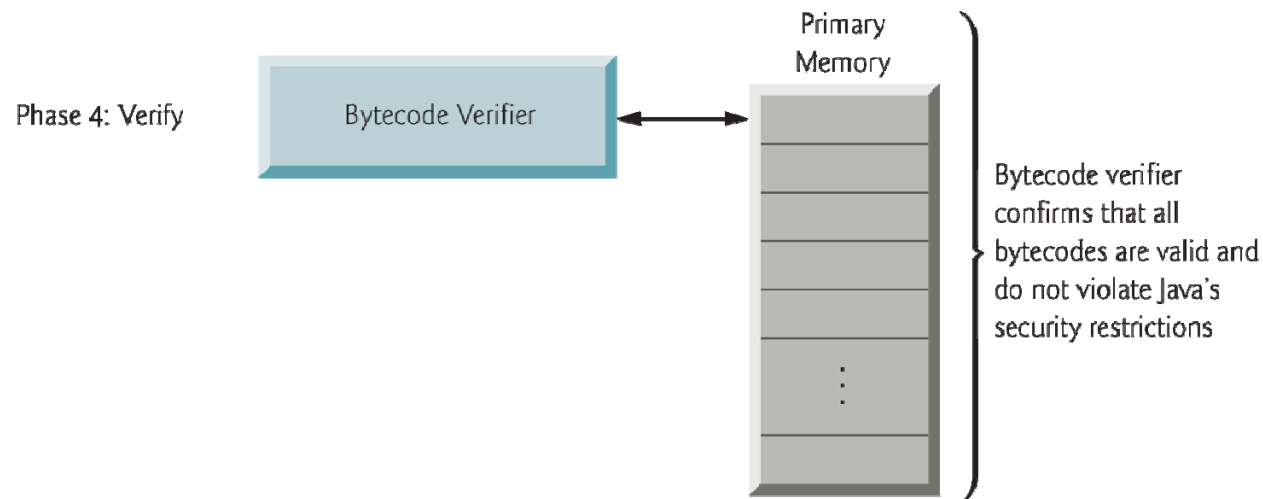 Primary
Memory
Phase 4: Verify
Bytecode Verifier
Bytecode verifier
confirms that all
bytecodes are valid and
do not violate Java's
security restrictions